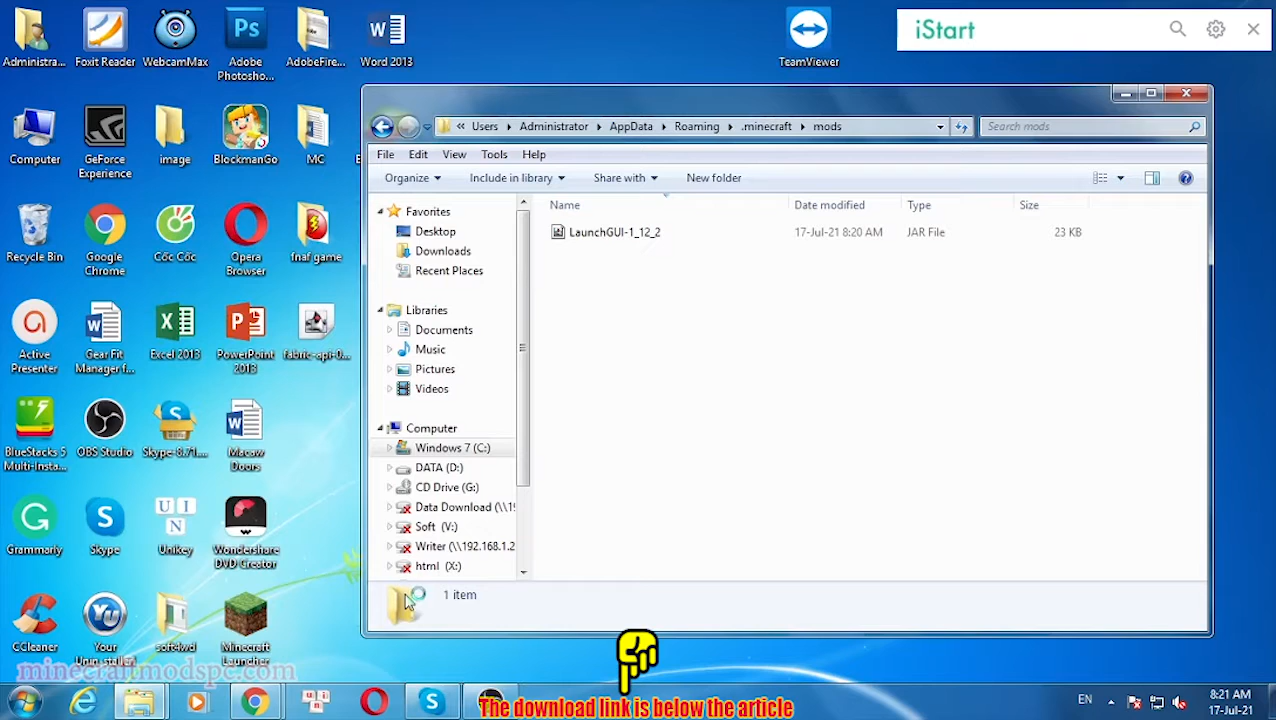 iStart
Administra...
Foxit Reader
WebcamMax
Adobe
Photosho...
AdobeFire...
Word 2013
TeamViewer
Computer
GeForce
Experience
image
BlockmanGo
MC
Recycle Bin
Google
Chrome
Cốc Cốc
Opera
Browser
fnaf game
Active
Presenter
Gear Fit
Manager f...
Excel 2013
PowerPoint
2013
fabric-api-0...
BlueStacks 5
Multi-Insta...
OBS Studio
Skype-8.71....
Macaw
Doors
Grammarly
Skype
Unikey
Wondershare
DVD Creator
CCleaner
Your
Uninstaller!
soft4wd
Minecraft
Launcher
« Users Administrator AppData Roaming .minecraft mods
Search mods
File Edit View Tools Help
Organize Include in library Share with New folder
Name Date modified Type Size
LaunchGUI-1_12_2 17-Jul-21 8:20 AM JAR File 23 KB
Favorites
Desktop
Downloads
Recent Places
Libraries
Documents
Music
Pictures
Videos
Computer
Windows 7 (C:)
DATA (D:)
CD Drive (G:)
Data Download (\\19
Soft (V:)
Writer (\\192.168.1.2
html (X:)
1 item
minecraftmodspc.com
The download link is below the article
EN
8:21 AM
17-Jul-21